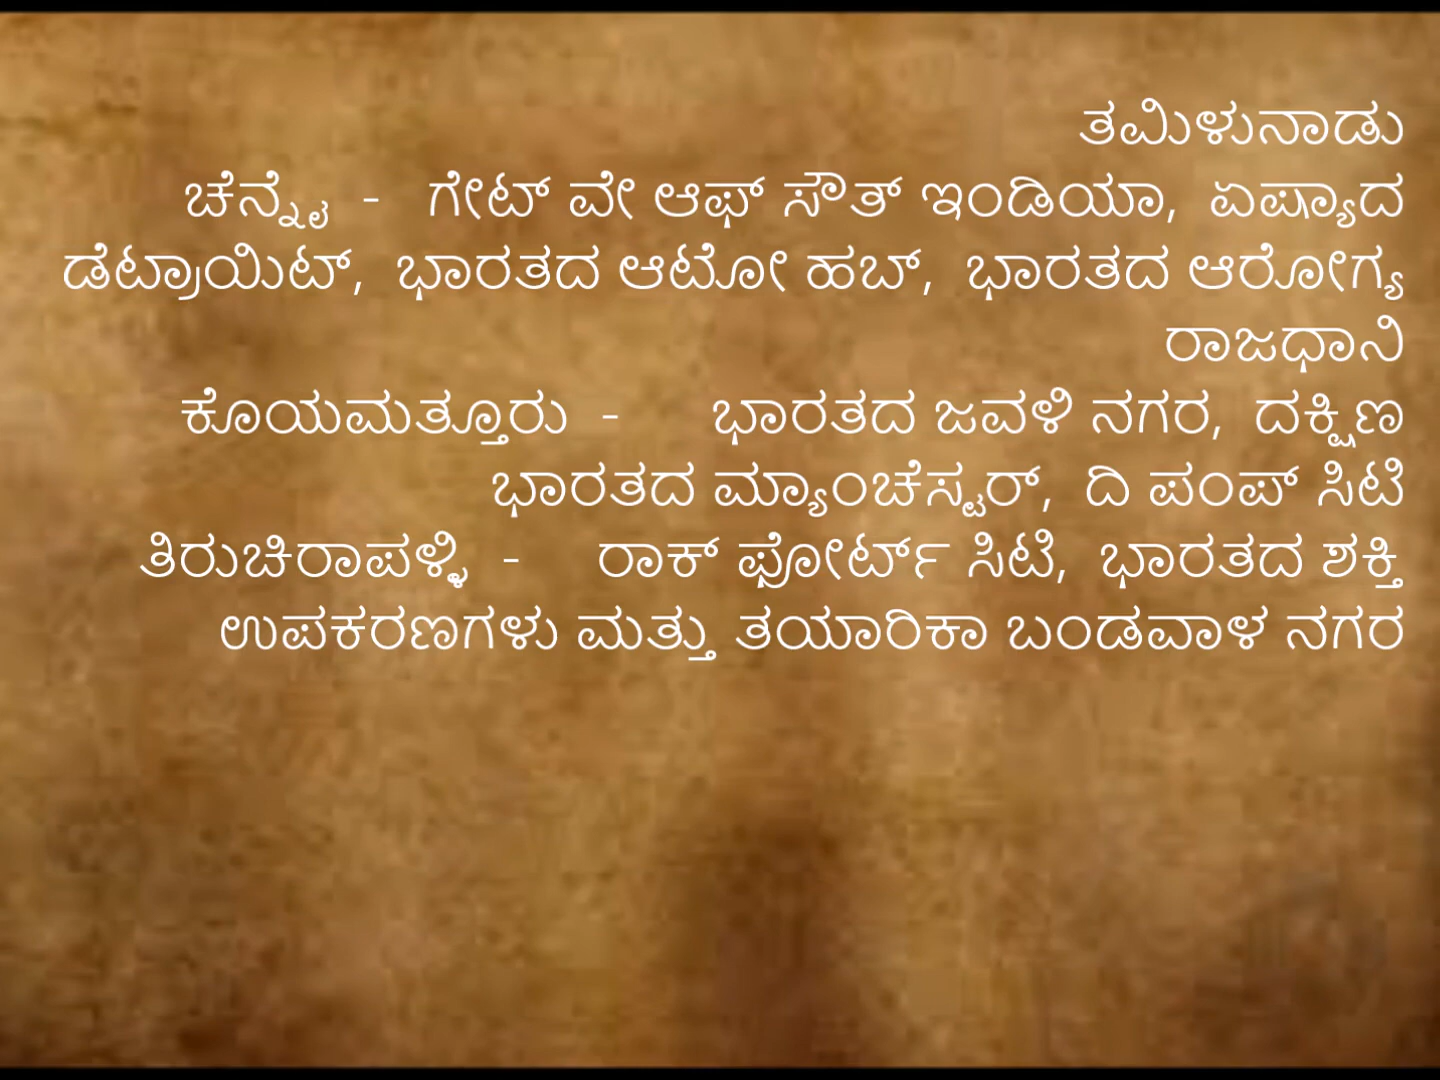 ತಮಿಳುನಾಡು
ಚೆನ್ನೈ - ಗೇಟ್ ವೇ ಆಫ್ ಸೌತ್ ಇಂಡಿಯಾ, ಏಷ್ಯಾದ
ಡೆಟ್ರಾಯಿಟ್, ಭಾರತದ ಆಟೋ ಹಬ್, ಭಾರತದ ಆರೋಗ್ಯ
ರಾಜಧಾನಿ
ಕೊಯಮತ್ತೂರು - ಭಾರತದ ಜವಳಿ ನಗರ, ದಕ್ಷಿಣ
ಭಾರತದ ಮ್ಯಾಂಚೆಸ್ಟರ್, ದಿ ಪಂಪ್ ಸಿಟಿ
ತಿರುಚಿರಾಪಳ್ಳಿ - ರಾಕ್ ಫೋರ್ಟ್ ಸಿಟಿ, ಭಾರತದ ಶಕ್ತಿ
ಉಪಕರಣಗಳು ಮತ್ತು ತಯಾರಿಕಾ ಬಂಡವಾಳ ನಗರ